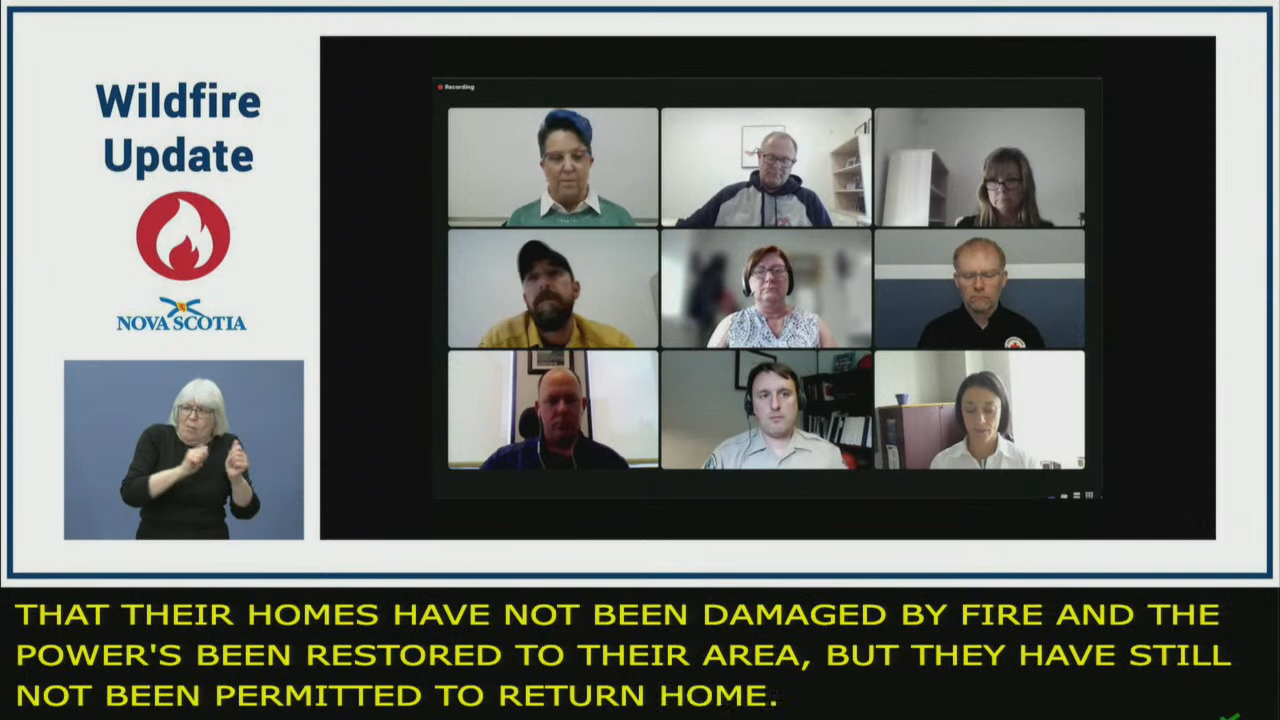 Wildfire
Update
NOVA SCOTIA
Recording
THAT THEIR HOMES HAVE NOT BEEN DAMAGED BY FIRE AND THE
POWER'S BEEN RESTORED TO THEIR AREA, BUT THEY HAVE STILL
NOT BEEN PERMITTED TO RETURN HOME.